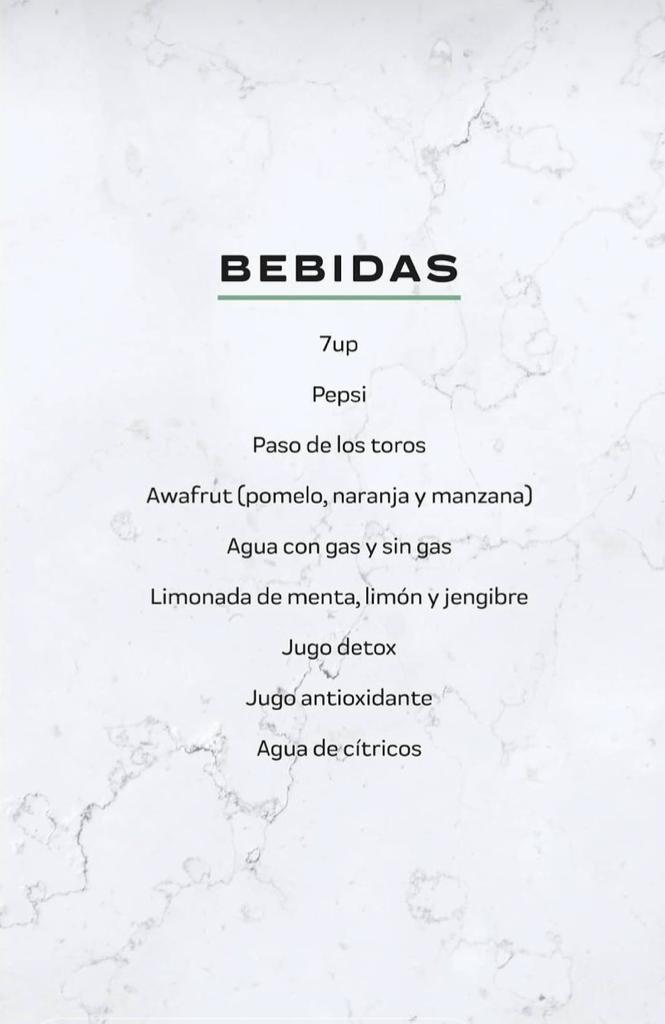 BEBIDAS
7up
Pepsi
Paso de los toros
Awafrut (pomelo, naranja y manzana)
Agua con gas y sin gas
Limonada de menta, limón y jengibre
Jugo detox
Jugo antioxidante
Agua de cítricos